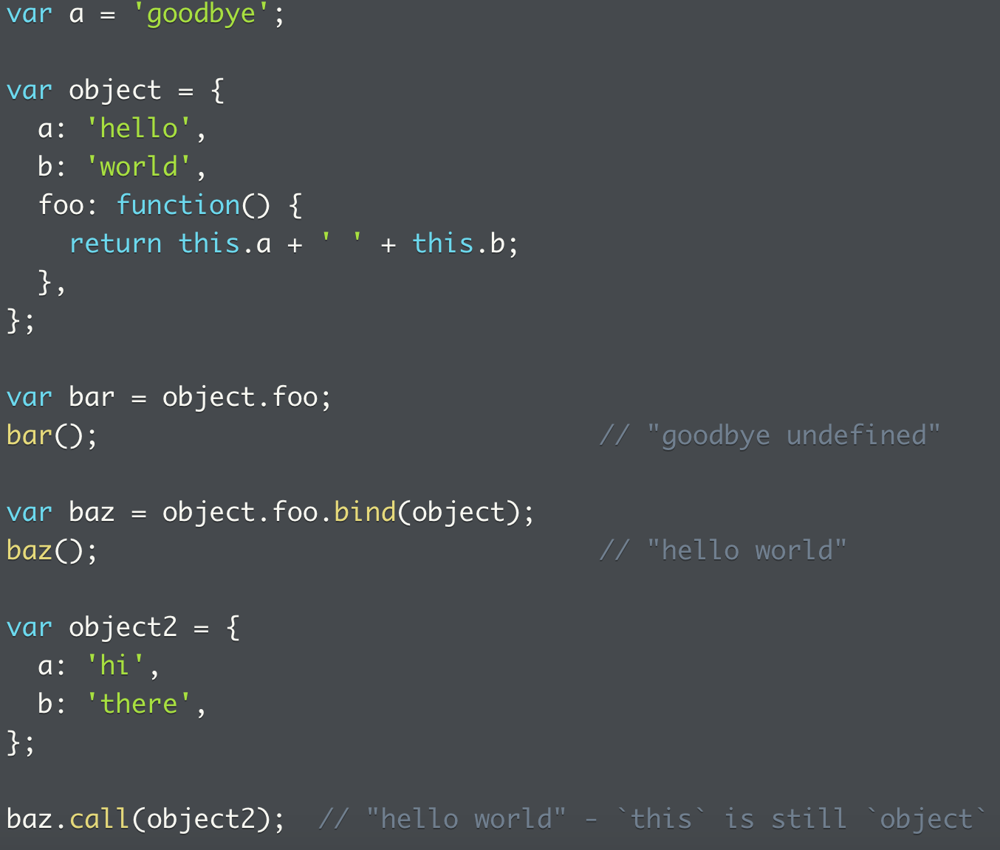 var a = 'goodbye';

var object = {
  a: 'hello',
  b: 'world',
  foo: function() {
    return this.a + ' ' + this.b;
  },
};

var bar = object.foo;
bar();                                // "goodbye undefined"

var baz = object.foo.bind(object);
baz();                                // "hello world"

var object2 = {
  a: 'hi',
  b: 'there',
};

baz.call(object2);  // "hello world" - `this` is still `object`